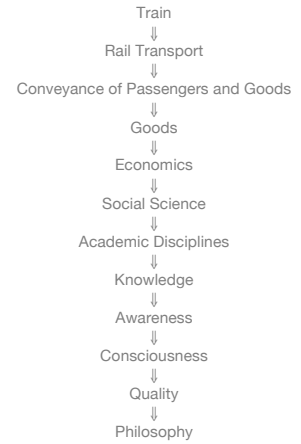 Train
⇓
Rail Transport
⇓
Conveyance of Passengers and Goods
⇓
Goods
⇓
Economics
⇓
Social Science
⇓
Academic Disciplines
⇓
Knowledge
⇓
Awareness
⇓
Consciousness
⇓
Quality
⇓
Philosophy